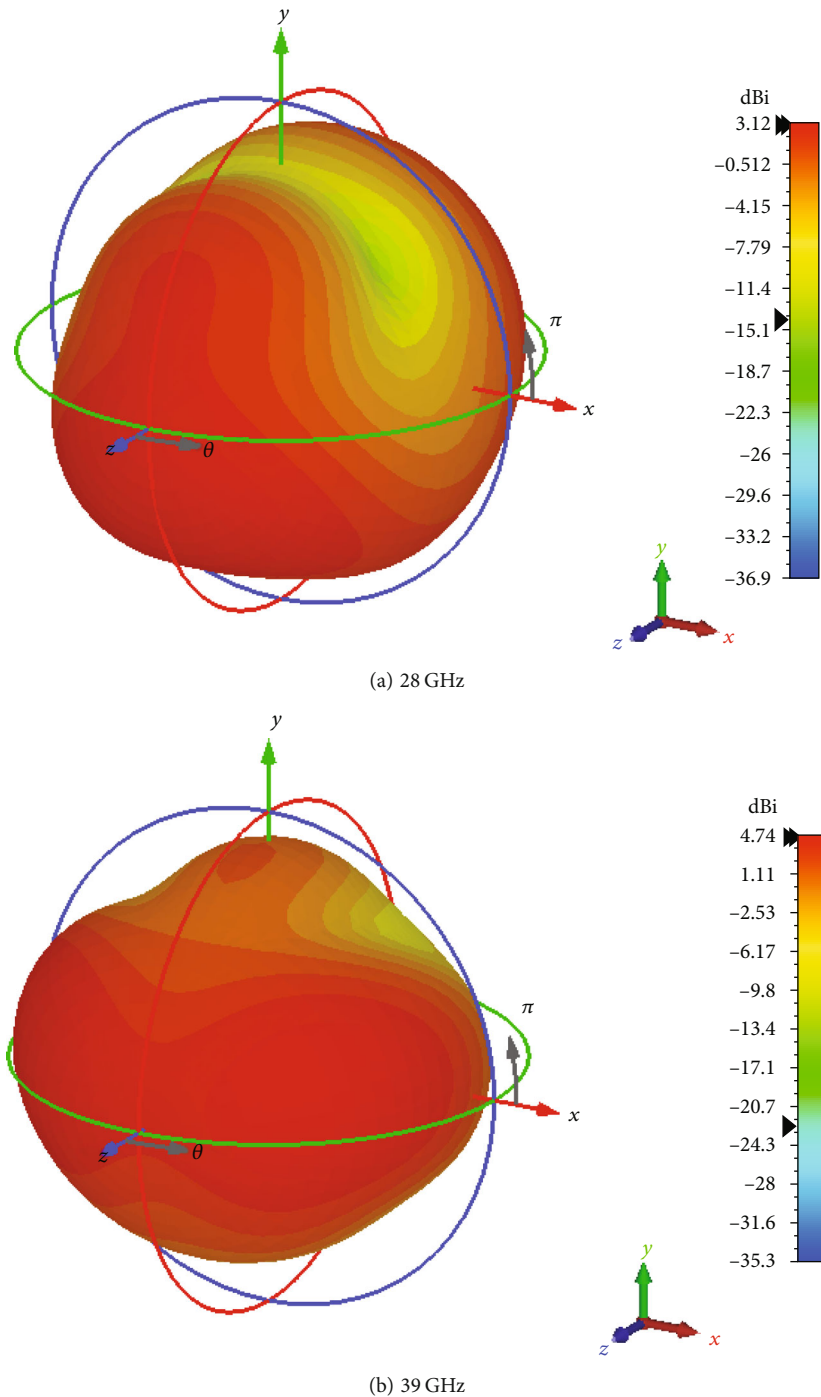 y
dBi
3.12
–0.512
–4.15
–7.79
–11.4
–15.1
–18.7
–22.3
–26
–29.6
–33.2
–36.9
π
x
z
θ
y
z
x
(a) 28 GHz
y
dBi
4.74
1.11
–2.53
–6.17
–9.8
–13.4
–17.1
–20.7
–24.3
–28
–31.6
–35.3
π
x
z
θ
y
z
x
(b) 39 GHz